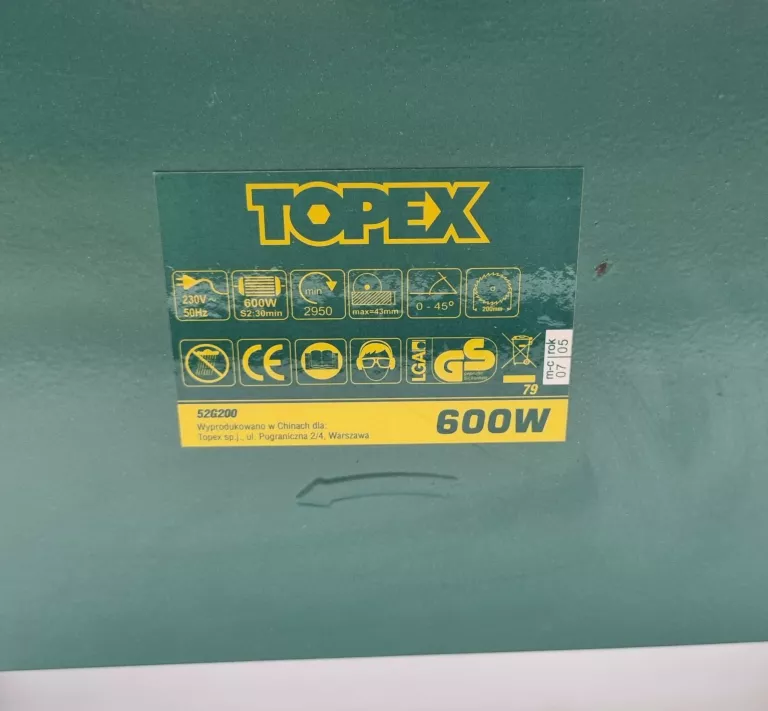 TOPEX
230V
50Hz
600W
S2:30min
min
2950
max=43mm
0 - 45°
200mm
CE
LGA
GS
79
m-c rok
07 05
52G200
Wyprodukowano w Chinach dla:
Topex sp.j., ul. Pograniczna 2/4, Warszawa
600W